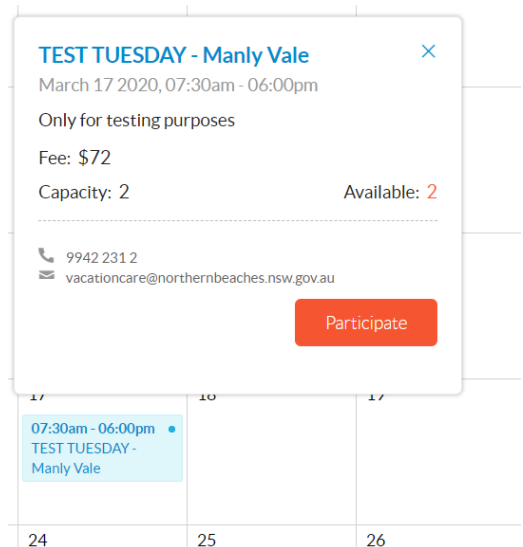 TEST TUESDAY - Manly Vale
March 17 2020, 07:30am - 06:00pm
Only for testing purposes
Fee: $72
Capacity: 2 Available: 2
9942 231 2
vacationcare@northernbeaches.nsw.gov.au
Participate
17 18 19
07:30am - 06:00pm
TEST TUESDAY -
Manly Vale
24 25 26